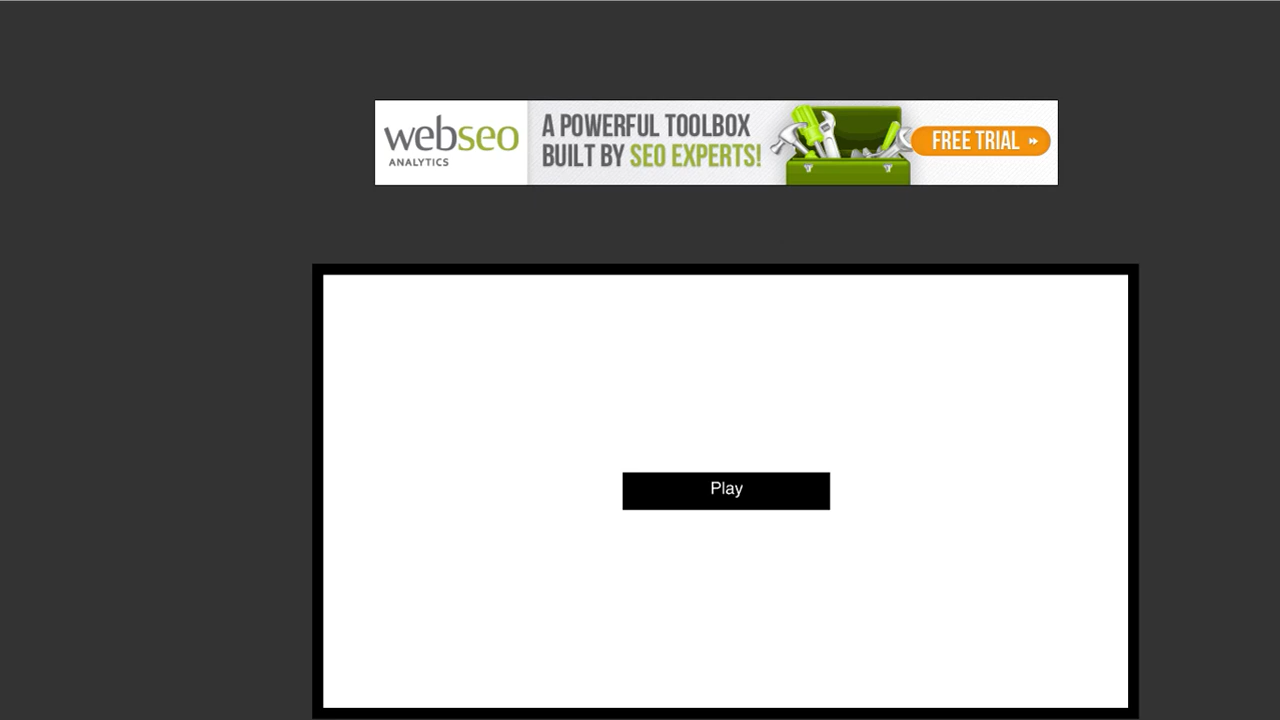 webseo
ANALYTICS
A POWERFUL TOOLBOX
BUILT BY SEO EXPERTS!
FREE TRIAL
Play